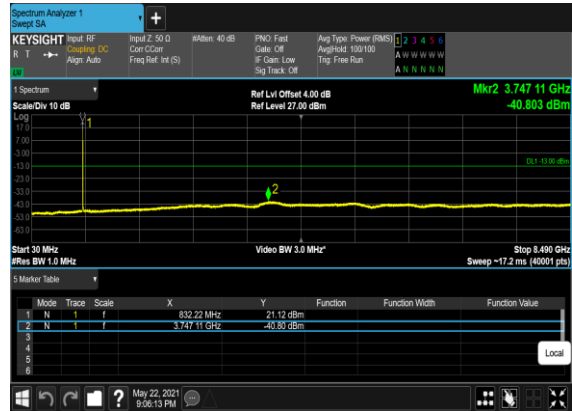 Spectrum Analyzer 1
Swept SA
KEYSIGHT Input: RF Input Z: 50 Ω #Atten: 40 dB PNO: Fast Avg Type: Power (RMS) 1 2 3 4 5 6
R T Coupling: DC Corr CCorr Gate: Off Avg|Hold: 100/100 A W W W W W
Align: Auto Freq Ref: Int (S) IF Gain: Low Trig: Free Run
Sig Track: Off A N N N N N
LW
1 Spectrum Ref Lvl Offset 4.00 dB Mkr2 3.747 11 GHz
Scale/Div 10 dB Ref Level 27.00 dBm -40.803 dBm
Log
17.0
7.00
-3.00
-13.0
-23.0
-33.0
-43.0
-53.0
-63.0
1
DL1 -13.00 dBm
2
Start 30 MHz Video BW 3.0 MHz* Stop 8.490 GHz
#Res BW 1.0 MHz Sweep ~17.2 ms (40001 pts)
5 Marker Table
Mode Trace Scale X Y Function Function Width Function Value
1 N 1 f 832.22 MHz 21.12 dBm
2 N 1 f 3.747 11 GHz -40.80 dBm
3
4
5
6
Local
? May 22, 2021
9:06:13 PM